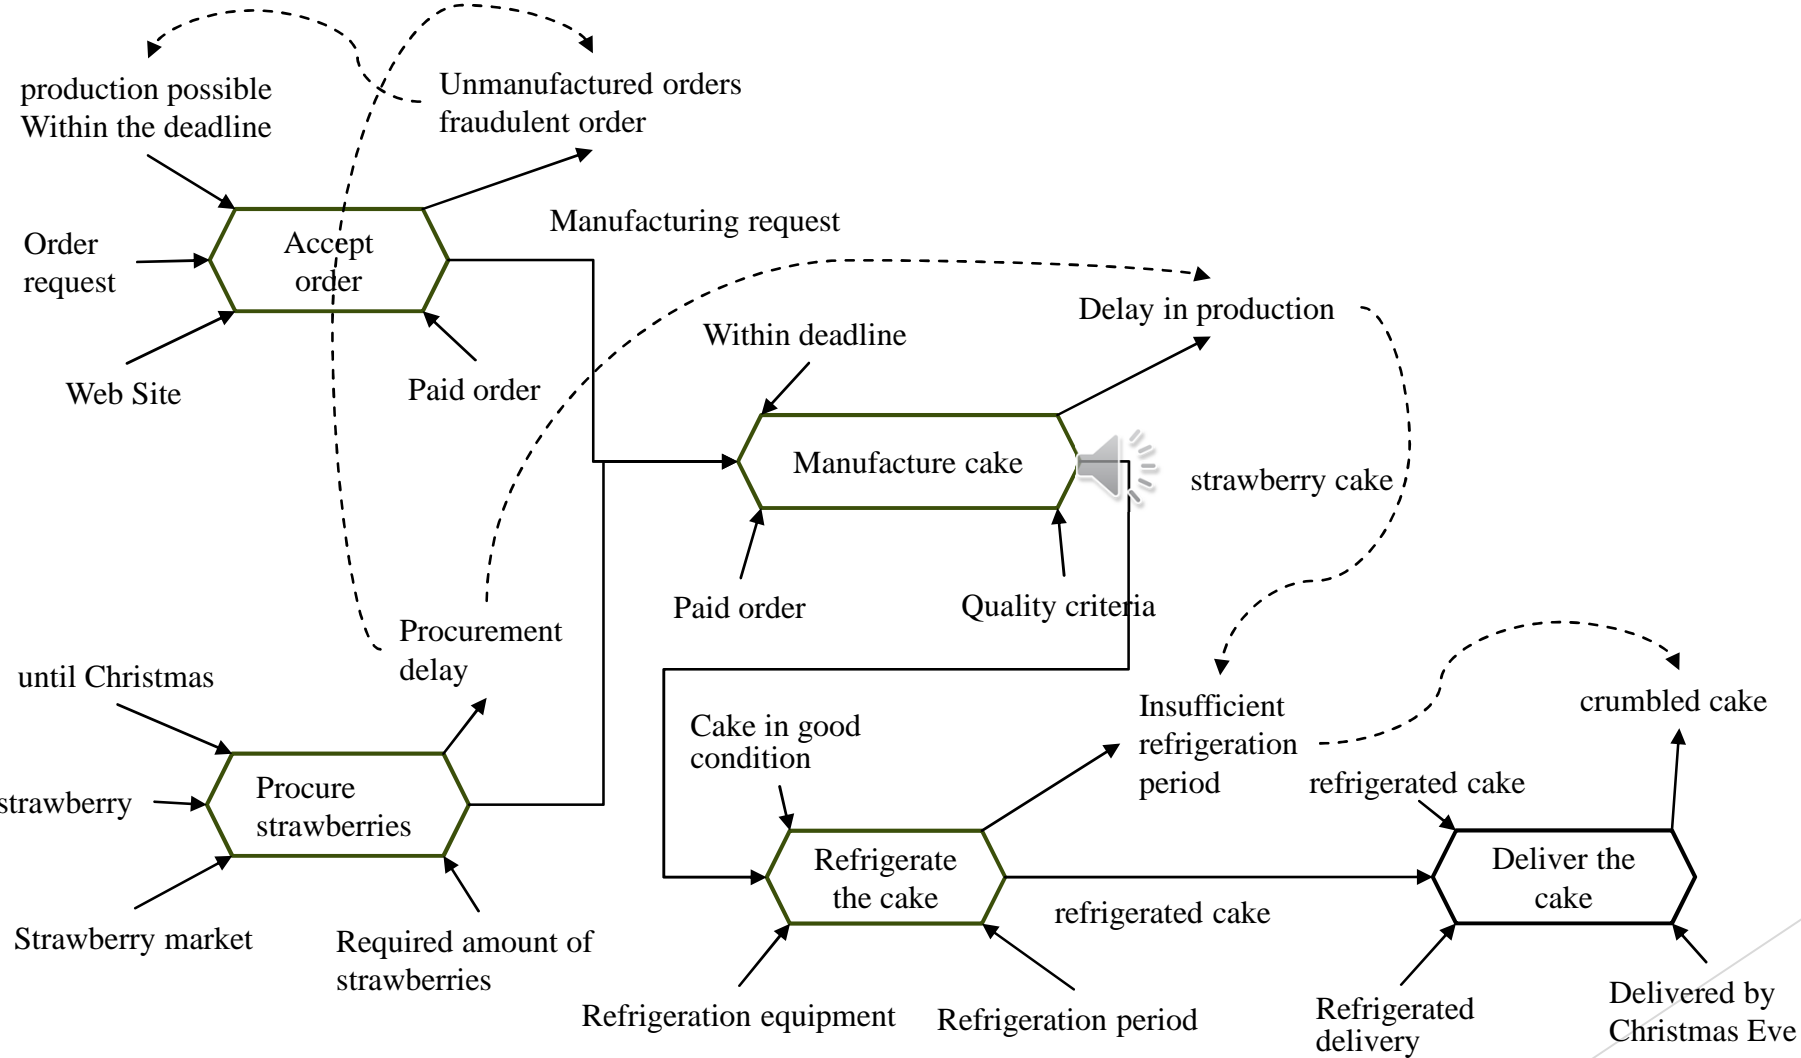 production possible
Within the deadline
Unmanufactured orders
fraudulent order
Manufacturing request
Order
request
Accept
order
Web Site
Paid order
Within deadline
Delay in production
Manufacture cake
strawberry cake
Paid order
Quality criteria
Procurement
delay
until Christmas
strawberry
Procure
strawberries
Strawberry market
Required amount of
strawberries
Cake in good
condition
Insufficient
refrigeration
period
crumbled cake
refrigerated cake
Refrigerate
the cake
refrigerated cake
Deliver the
cake
Refrigeration equipment
Refrigeration period
Refrigerated
delivery
Delivered by
Christmas Eve